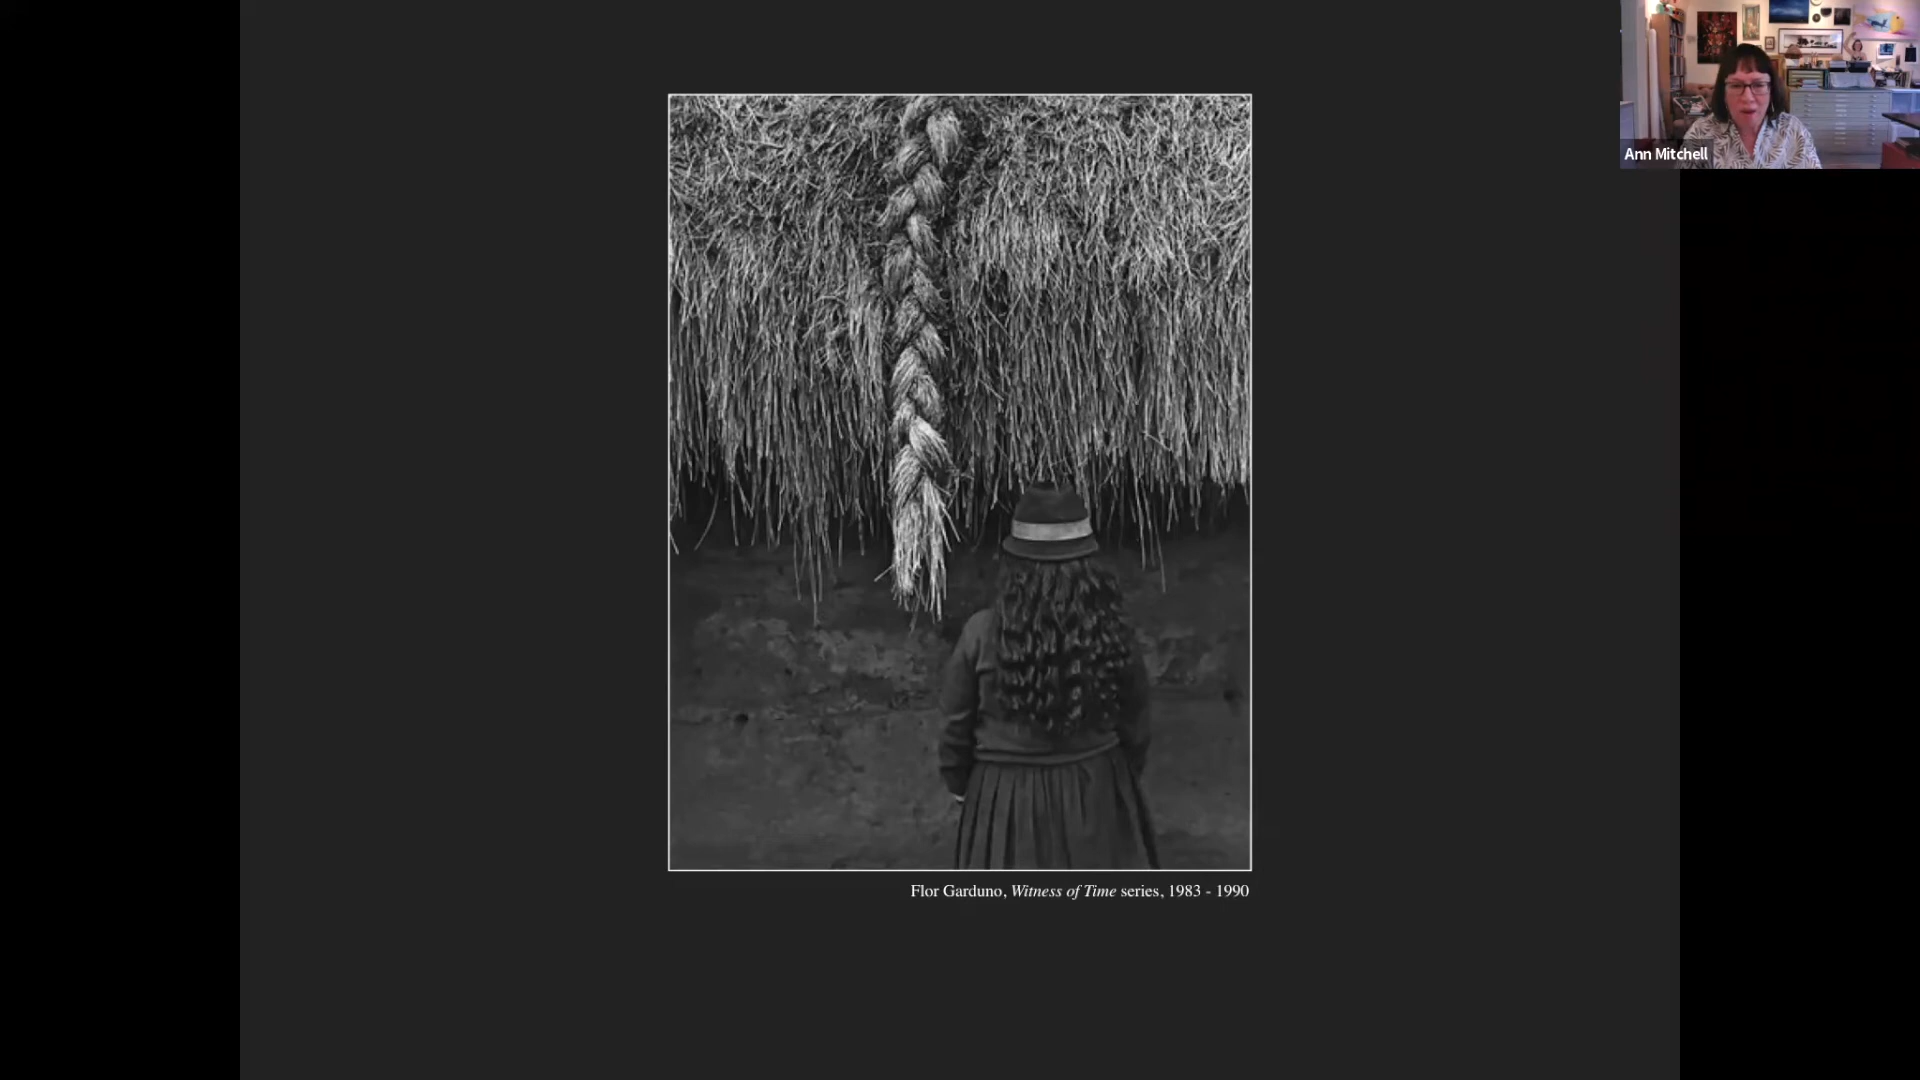 Ann Mitchell
Flor Garduno, Witness of Time series, 1983 - 1990